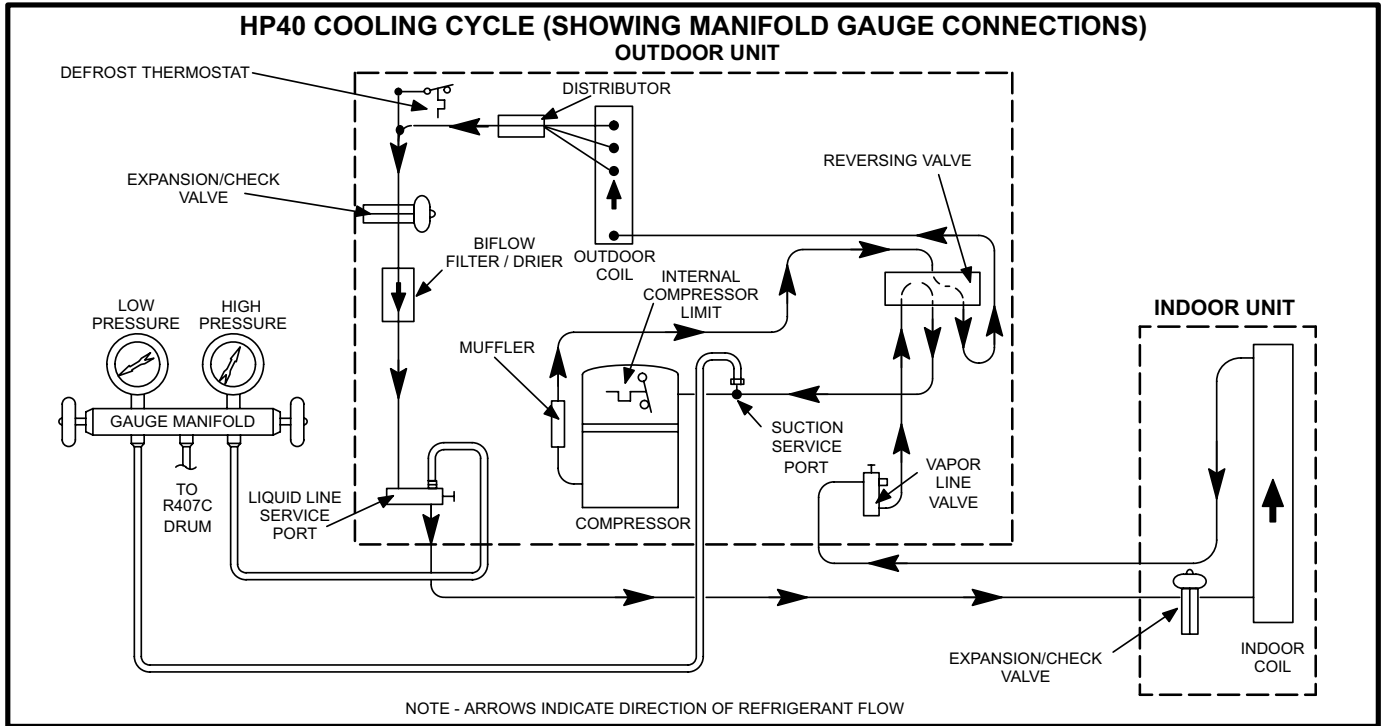 HP40 COOLING CYCLE (SHOWING MANIFOLD GAUGE CONNECTIONS)
OUTDOOR UNIT
DEFROST THERMOSTAT
DISTRIBUTOR
REVERSING VALVE
EXPANSION/CHECK
VALVE
BIFLOW
FILTER / DRIER
OUTDOOR
COIL
INTERNAL
COMPRESSOR
LIMIT
LOW
PRESSURE
HIGH
PRESSURE
INDOOR UNIT
MUFFLER
GAUGE MANIFOLD
SUCTION
SERVICE
PORT
VAPOR
LINE
VALVE
TO
R407C
DRUM
LIQUID LINE
SERVICE
PORT
COMPRESSOR
EXPANSION/CHECK
VALVE
INDOOR
COIL
NOTE - ARROWS INDICATE DIRECTION OF REFRIGERANT FLOW